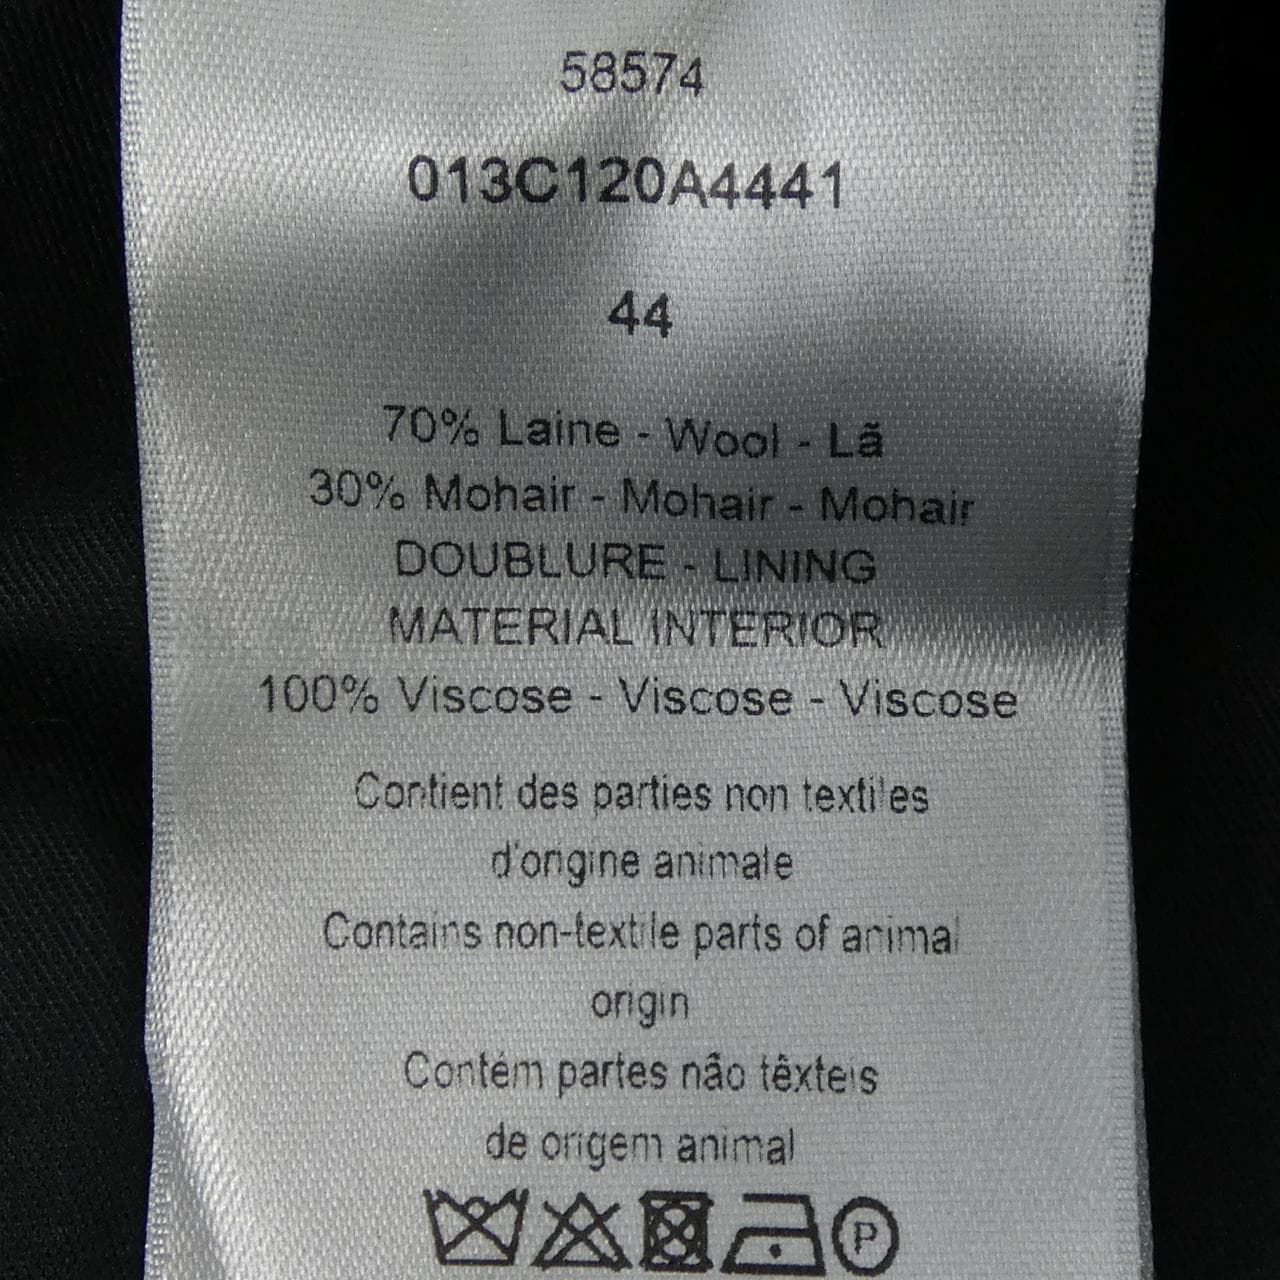 58574
013C120A4441
44
70% Laine - Wool - Lã
30% Mohair - Mohair - Mohair
DOUBLURE - LINING
MATERIAL INTERIOR
100% Viscose - Viscose - Viscose
Contient des parties non textiles
d'origine animale
Contains non-textile parts of animal
origin
Contém partes não têxteis
de origem animal
P